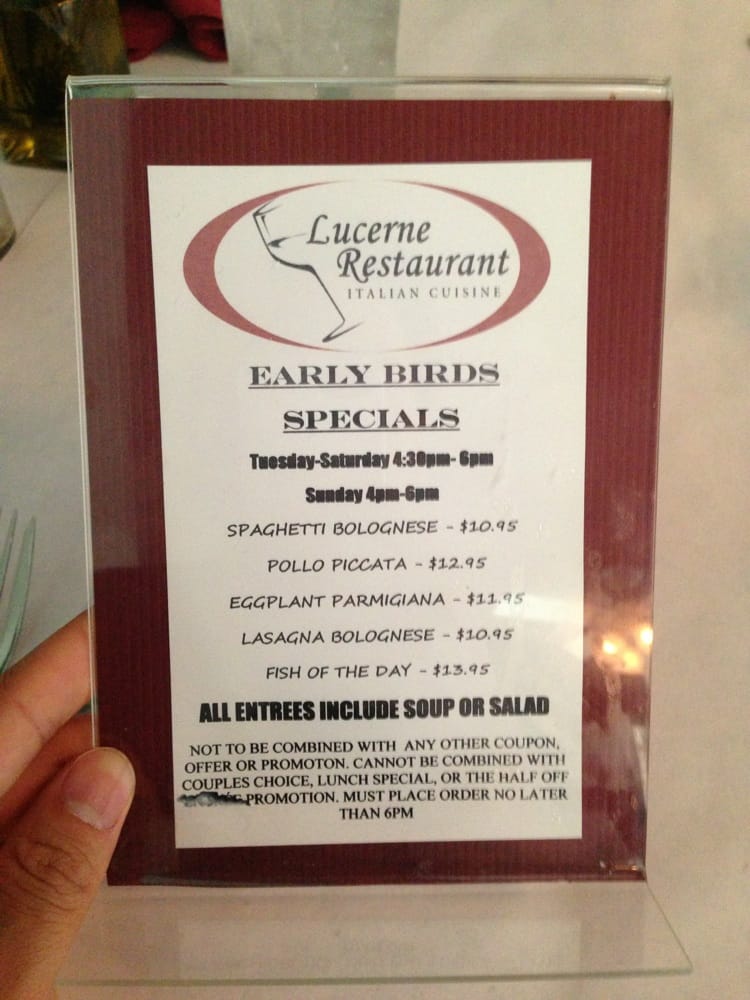 Lucerne
Restaurant
ITALIAN CUISINE
EARLY BIRDS
SPECIALS
Tuesday-Saturday 4:30pm- 6pm
Sunday 4pm-6pm
SPAGHETTI BOLOGNESE - $10.95
POLLO PICCATA - $12.95
EGGPLANT PARMIGIANA - $11.95
LASAGNA BOLOGNESE - $10.95
FISH OF THE DAY - $13.95
ALL ENTREES INCLUDE SOUP OR SALAD
NOT TO BE COMBINED WITH ANY OTHER COUPON,
OFFER OR PROMOTON. CANNOT BE COMBINED WITH
COUPLES CHOICE, LUNCH SPECIAL, OR THE HALF OFF
PROMOTION. MUST PLACE ORDER NO LATER
THAN 6PM